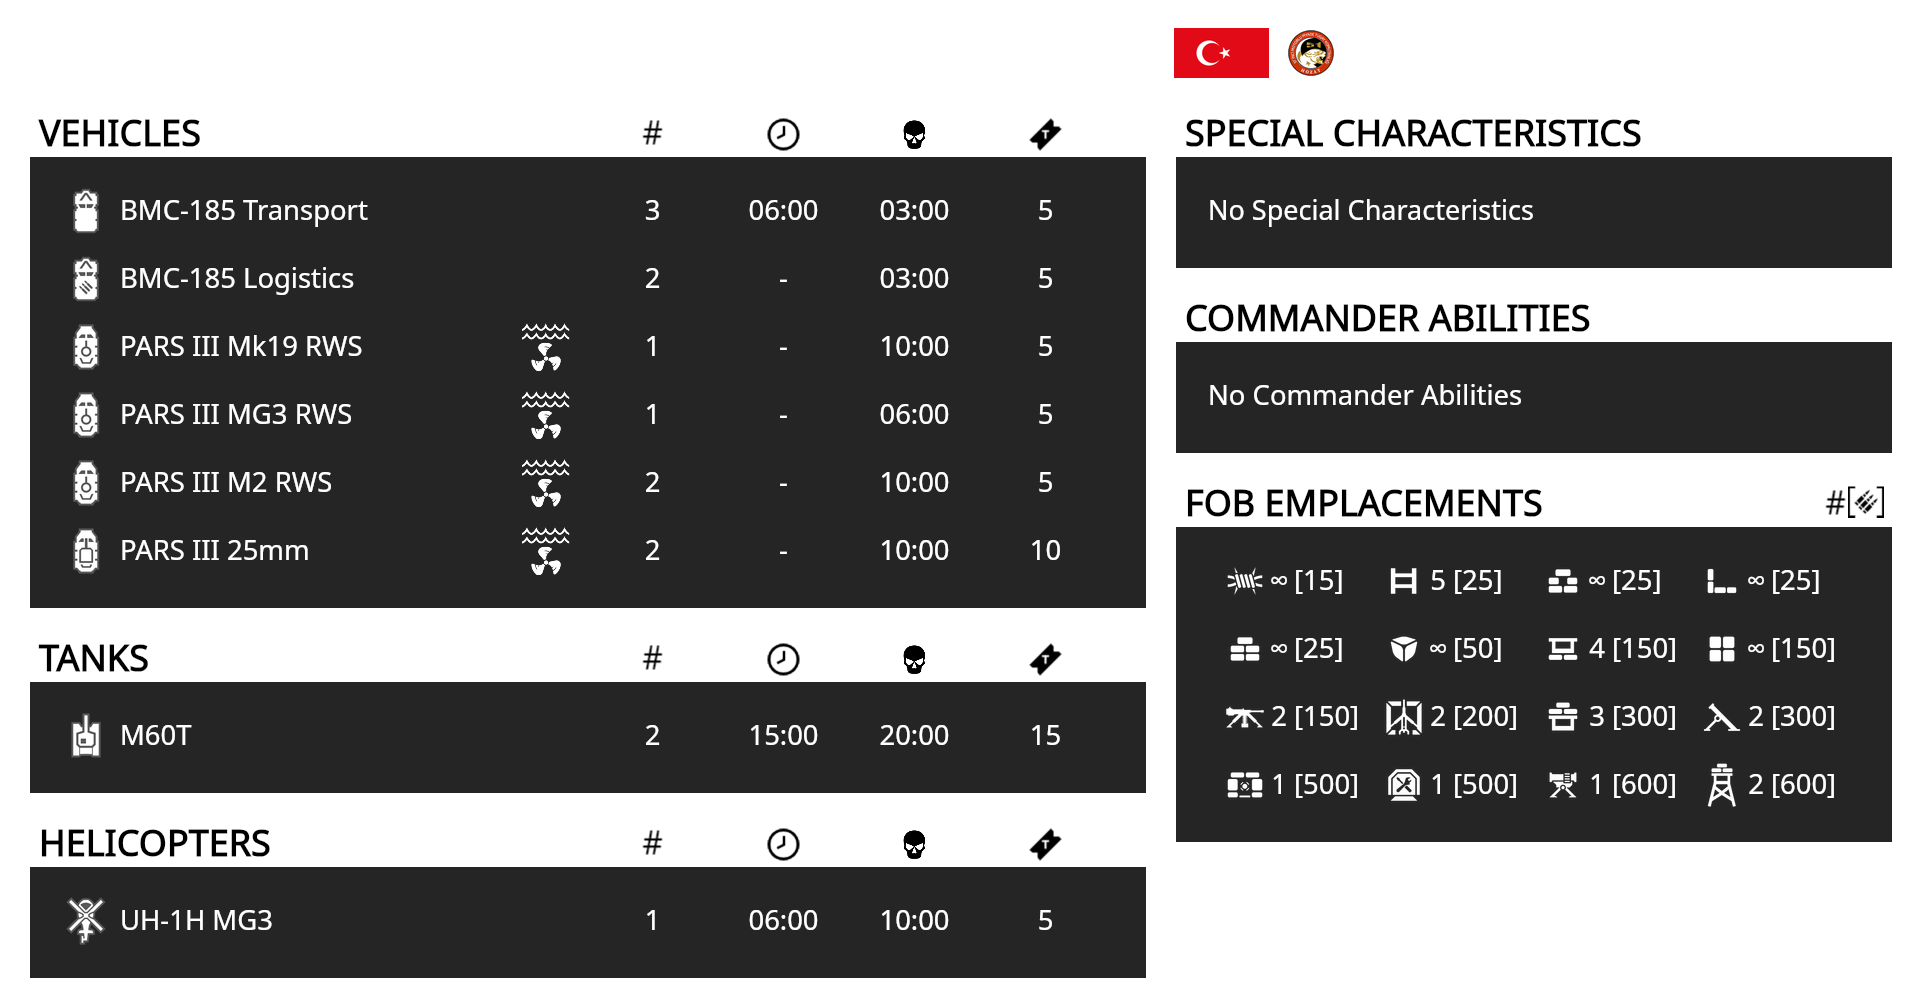 VEHICLES #
BMC-185 Transport 3 06:00 03:00 5
BMC-185 Logistics 2 - 03:00 5
PARS III Mk19 RWS 1 - 10:00 5
PARS III MG3 RWS 1 - 06:00 5
PARS III M2 RWS 2 - 10:00 5
PARS III 25mm 2 - 10:00 10
TANKS #
M60T 2 15:00 20:00 15
HELICOPTERS #
UH-1H MG3 1 06:00 10:00 5
SPECIAL CHARACTERISTICS
No Special Characteristics
COMMANDER ABILITIES
No Commander Abilities
FOB EMPLACEMENTS #[]
∞ [15] 5 [25] ∞ [25] ∞ [25]
∞ [25] ∞ [50] 4 [150] ∞ [150]
2 [150] 2 [200] 3 [300] 2 [300]
1 [500] 1 [500] 1 [600] 2 [600]